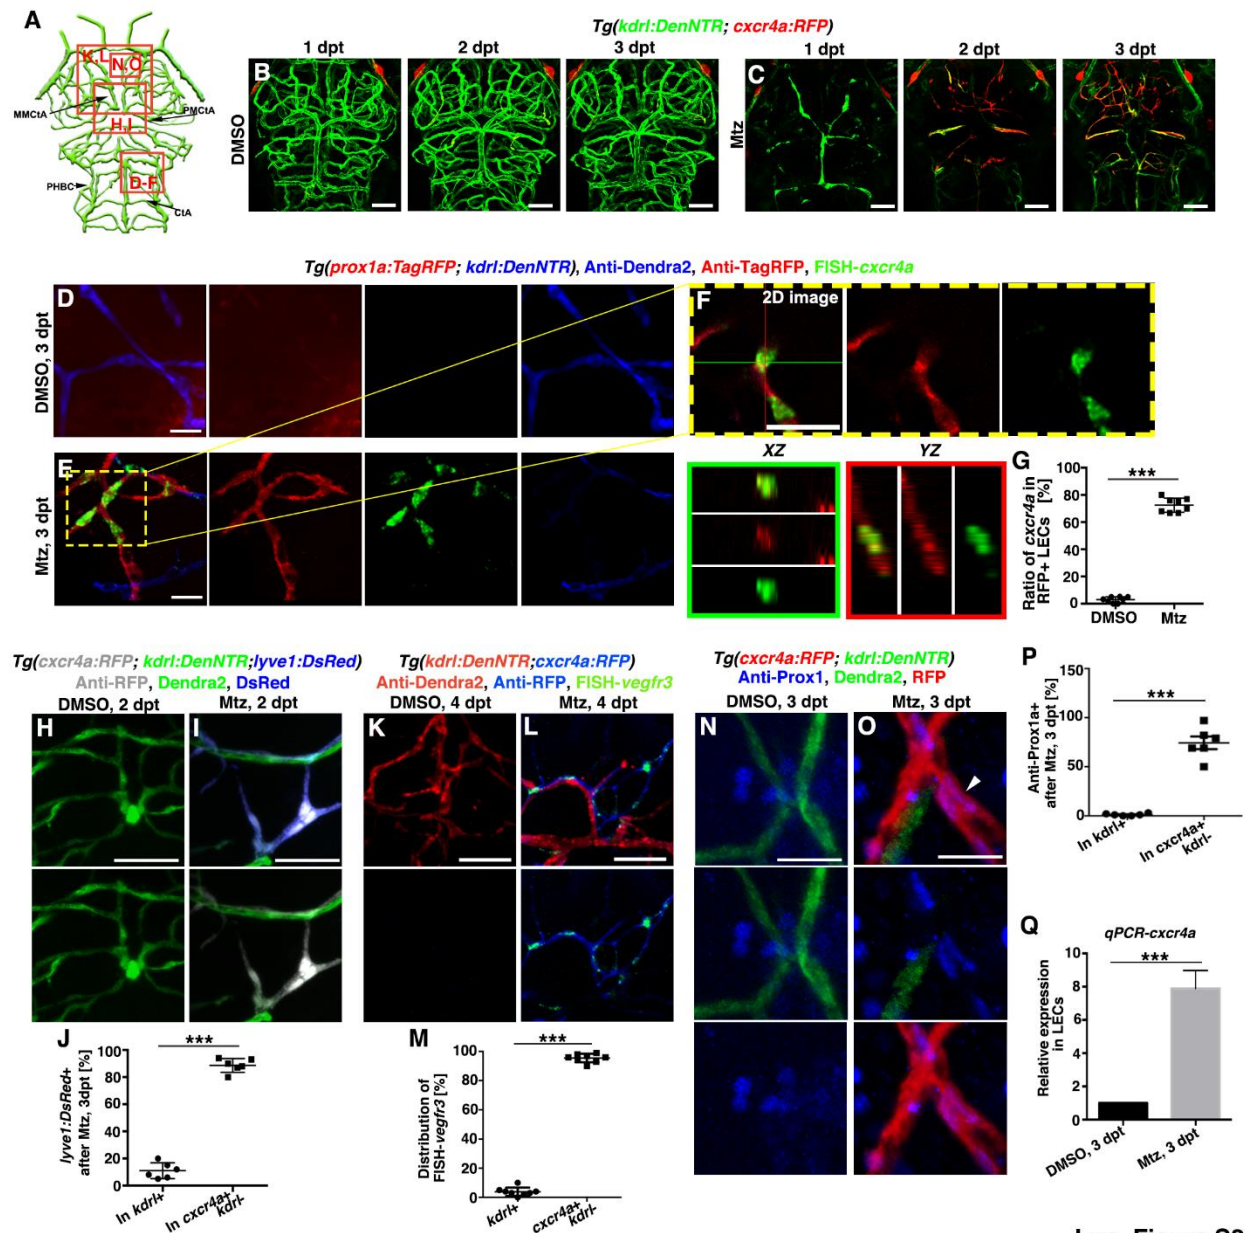 A
K,L
N,O
MMCtA
PMCtA
H,I
D-F
PHBC
CtA
Tg(kdrl:DenNTR; cxcr4a:RFP)
1 dpt 2 dpt 3 dpt 1 dpt 2 dpt 3 dpt
B
DMSO
C
Mtz
Tg(prox1a:TagRFP; kdrl:DenNTR), Anti-Dendra2, Anti-TagRFP, FISH-cxcr4a
D
DMSO, 3 dpt
F
2D image
E
Mtz, 3 dpt
XZ YZ
G
Ratio of cxcr4a in
RFP+ LECs [%]
100
80
60
40
20
0
***
DMSO Mtz
Tg(cxcr4a:RFP; kdrl:DenNTR;lyve1:DsRed)
Anti-RFP, Dendra2, DsRed
DMSO, 2 dpt Mtz, 2 dpt
H I
Tg(kdrl:DenNTR;cxcr4a:RFP)
Anti-Dendra2, Anti-RFP, FISH-vegfr3
DMSO, 4 dpt Mtz, 4 dpt
K L
Tg(cxcr4a:RFP; kdrl:DenNTR)
Anti-Prox1, Dendra2, RFP
DMSO, 3 dpt Mtz, 3 dpt
N O
P
Anti-Prox1a+
after Mtz, 3 dpt [%]
150
100
50
0
***
In kdrl+
In cxcr4a+
kdrl-
J
lyve1:DsRed+
after Mtz, 3dpt [%]
100
80
60
40
20
0
***
In kdrl+
In cxcr4a+
kdrl-
M
Distribution of
FISH-vegfr3 [%]
100
80
60
40
20
0
***
kdrl+
cxcr4a+
kdrl-
Q
qPCR-cxcr4a
Relative expression
in LECs
10
8
6
4
2
0
***
DMSO, 3 dpt
Mtz, 3 dpt